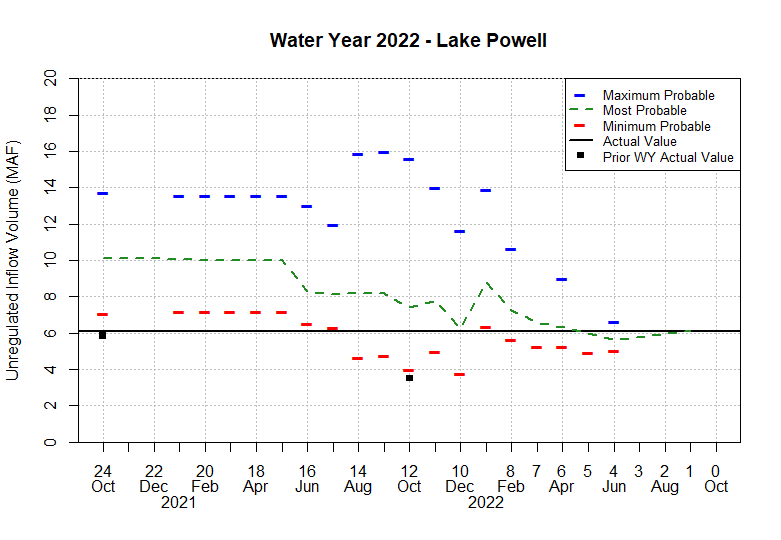 Water Year 2022 - Lake Powell
Unregulated Inflow Volume (MAF)
20
18
16
14
12
10
8
6
4
2
0
Maximum Probable
Most Probable
Minimum Probable
Actual Value
Prior WY Actual Value
24 22 20 18 16 14 12 10 8 7 6 5 4 3 2 1 0
Oct Dec Feb Apr Jun Aug Oct Dec Feb Apr Jun Aug Oct
2021 2022